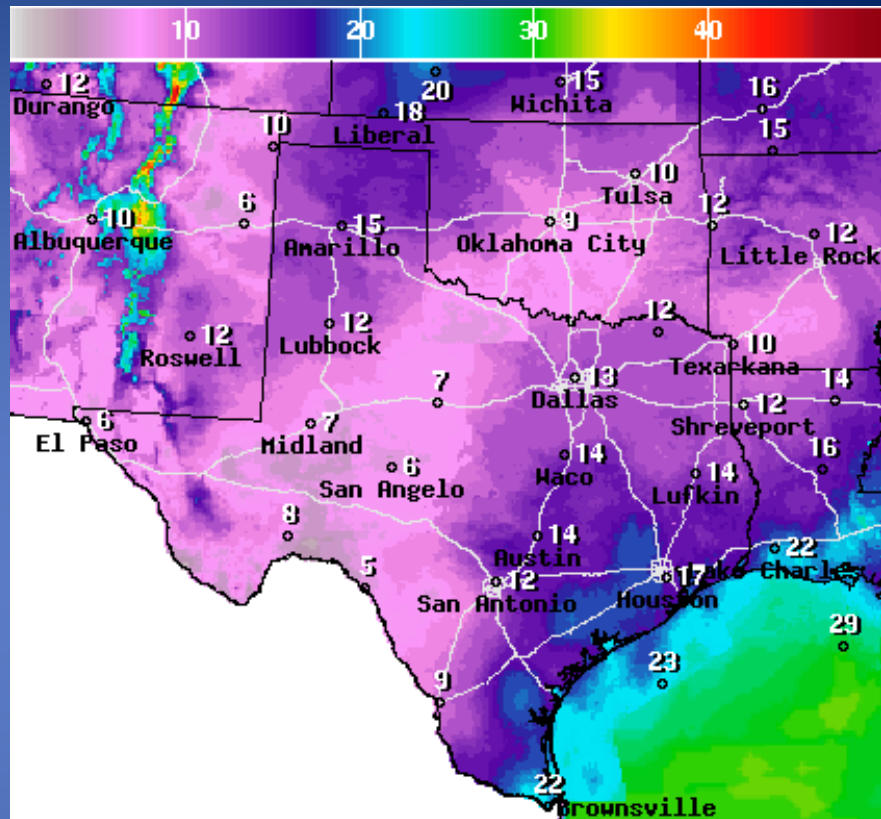 10 20 30 40
12
Durango
20
15
Wichita
16
18
Liberal
10
15
10
Tulsa
10
Albuquerque
6
15
Amarillo
9
Oklahoma City
12
12
Little Rock
12
Roswell
12
Lubbock
12
10
Texarkana
13
Dallas
7
12
Shreveport
14
6
El Paso
7
Midland
6
San Angelo
14
Waco
14
Lufkin
16
8
14
Austin
22
Lake Charles
5
12
San Antonio
17
Houston
29
23
9
22
Brownsville